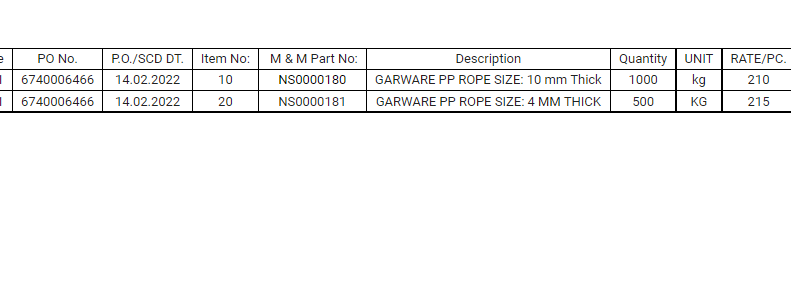 e PO No. P.O./SCD DT. Item No: M & M Part No: Description Quantity UNIT RATE/PC.
6740006466 14.02.2022 10 NS0000180 GARWARE PP ROPE SIZE: 10 mm Thick 1000 kg 210
6740006466 14.02.2022 20 NS0000181 GARWARE PP ROPE SIZE: 4 MM THICK 500 KG 215